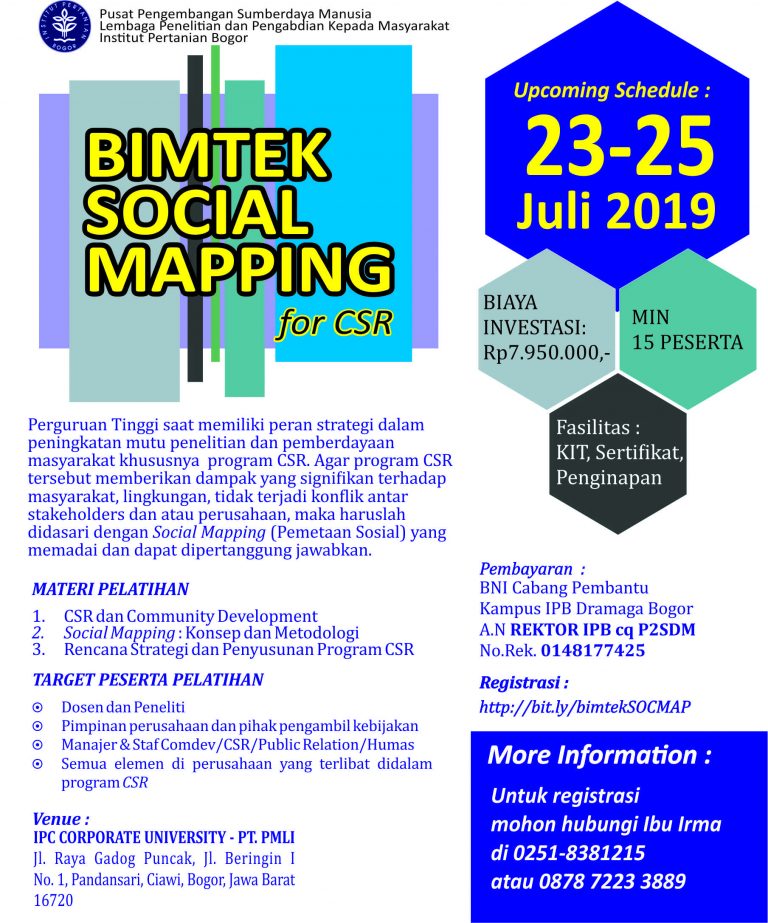 INSTITUT PERTANIAN
BOGOR
Pusat Pengembangan Sumberdaya Manusia
Lembaga Penelitian dan Pengabdian Kepada Masyarakat
Institut Pertanian Bogor
BIMTEK
SOCIAL
MAPPING
for CSR
Upcoming Schedule :
23-25
Juli 2019
BIAYA
INVESTASI:
Rp7.950.000,-
MIN
15 PESERTA
Fasilitas :
KIT, Sertifikat,
Penginapan
Perguruan Tinggi saat memiliki peran strategi dalam
peningkatan mutu penelitian dan pemberdayaan
masyarakat khususnya program CSR. Agar program CSR
tersebut memberikan dampak yang signifikan terhadap
masyarakat, lingkungan, tidak terjadi konflik antar
stakeholders dan atau perusahaan, maka haruslah
didasari dengan Social Mapping (Pemetaan Sosial) yang
memadai dan dapat dipertanggung jawabkan.
MATERI PELATIHAN
1. CSR dan Community Development
2. Social Mapping : Konsep dan Metodologi
3. Rencana Strategi dan Penyusunan Program CSR
TARGET PESERTA PELATIHAN
Dosen dan Peneliti
Pimpinan perusahaan dan pihak pengambil kebijakan
Manajer & Staf Comdev/CSR/Public Relation/Humas
Semua elemen di perusahaan yang terlibat didalam
program CSR
Venue :
IPC CORPORATE UNIVERSITY - PT. PMLI
Jl. Raya Gadog Puncak, Jl. Beringin I
No. 1, Pandansari, Ciawi, Bogor, Jawa Barat
16720
Pembayaran :
BNI Cabang Pembantu
Kampus IPB Dramaga Bogor
A.N REKTOR IPB cq P2SDM
No.Rek. 0148177425
Registrasi :
http://bit.ly/bimtekSOCMAP
More Information :
Untuk registrasi
mohon hubungi Ibu Irma
di 0251-8381215
atau 0878 7223 3889